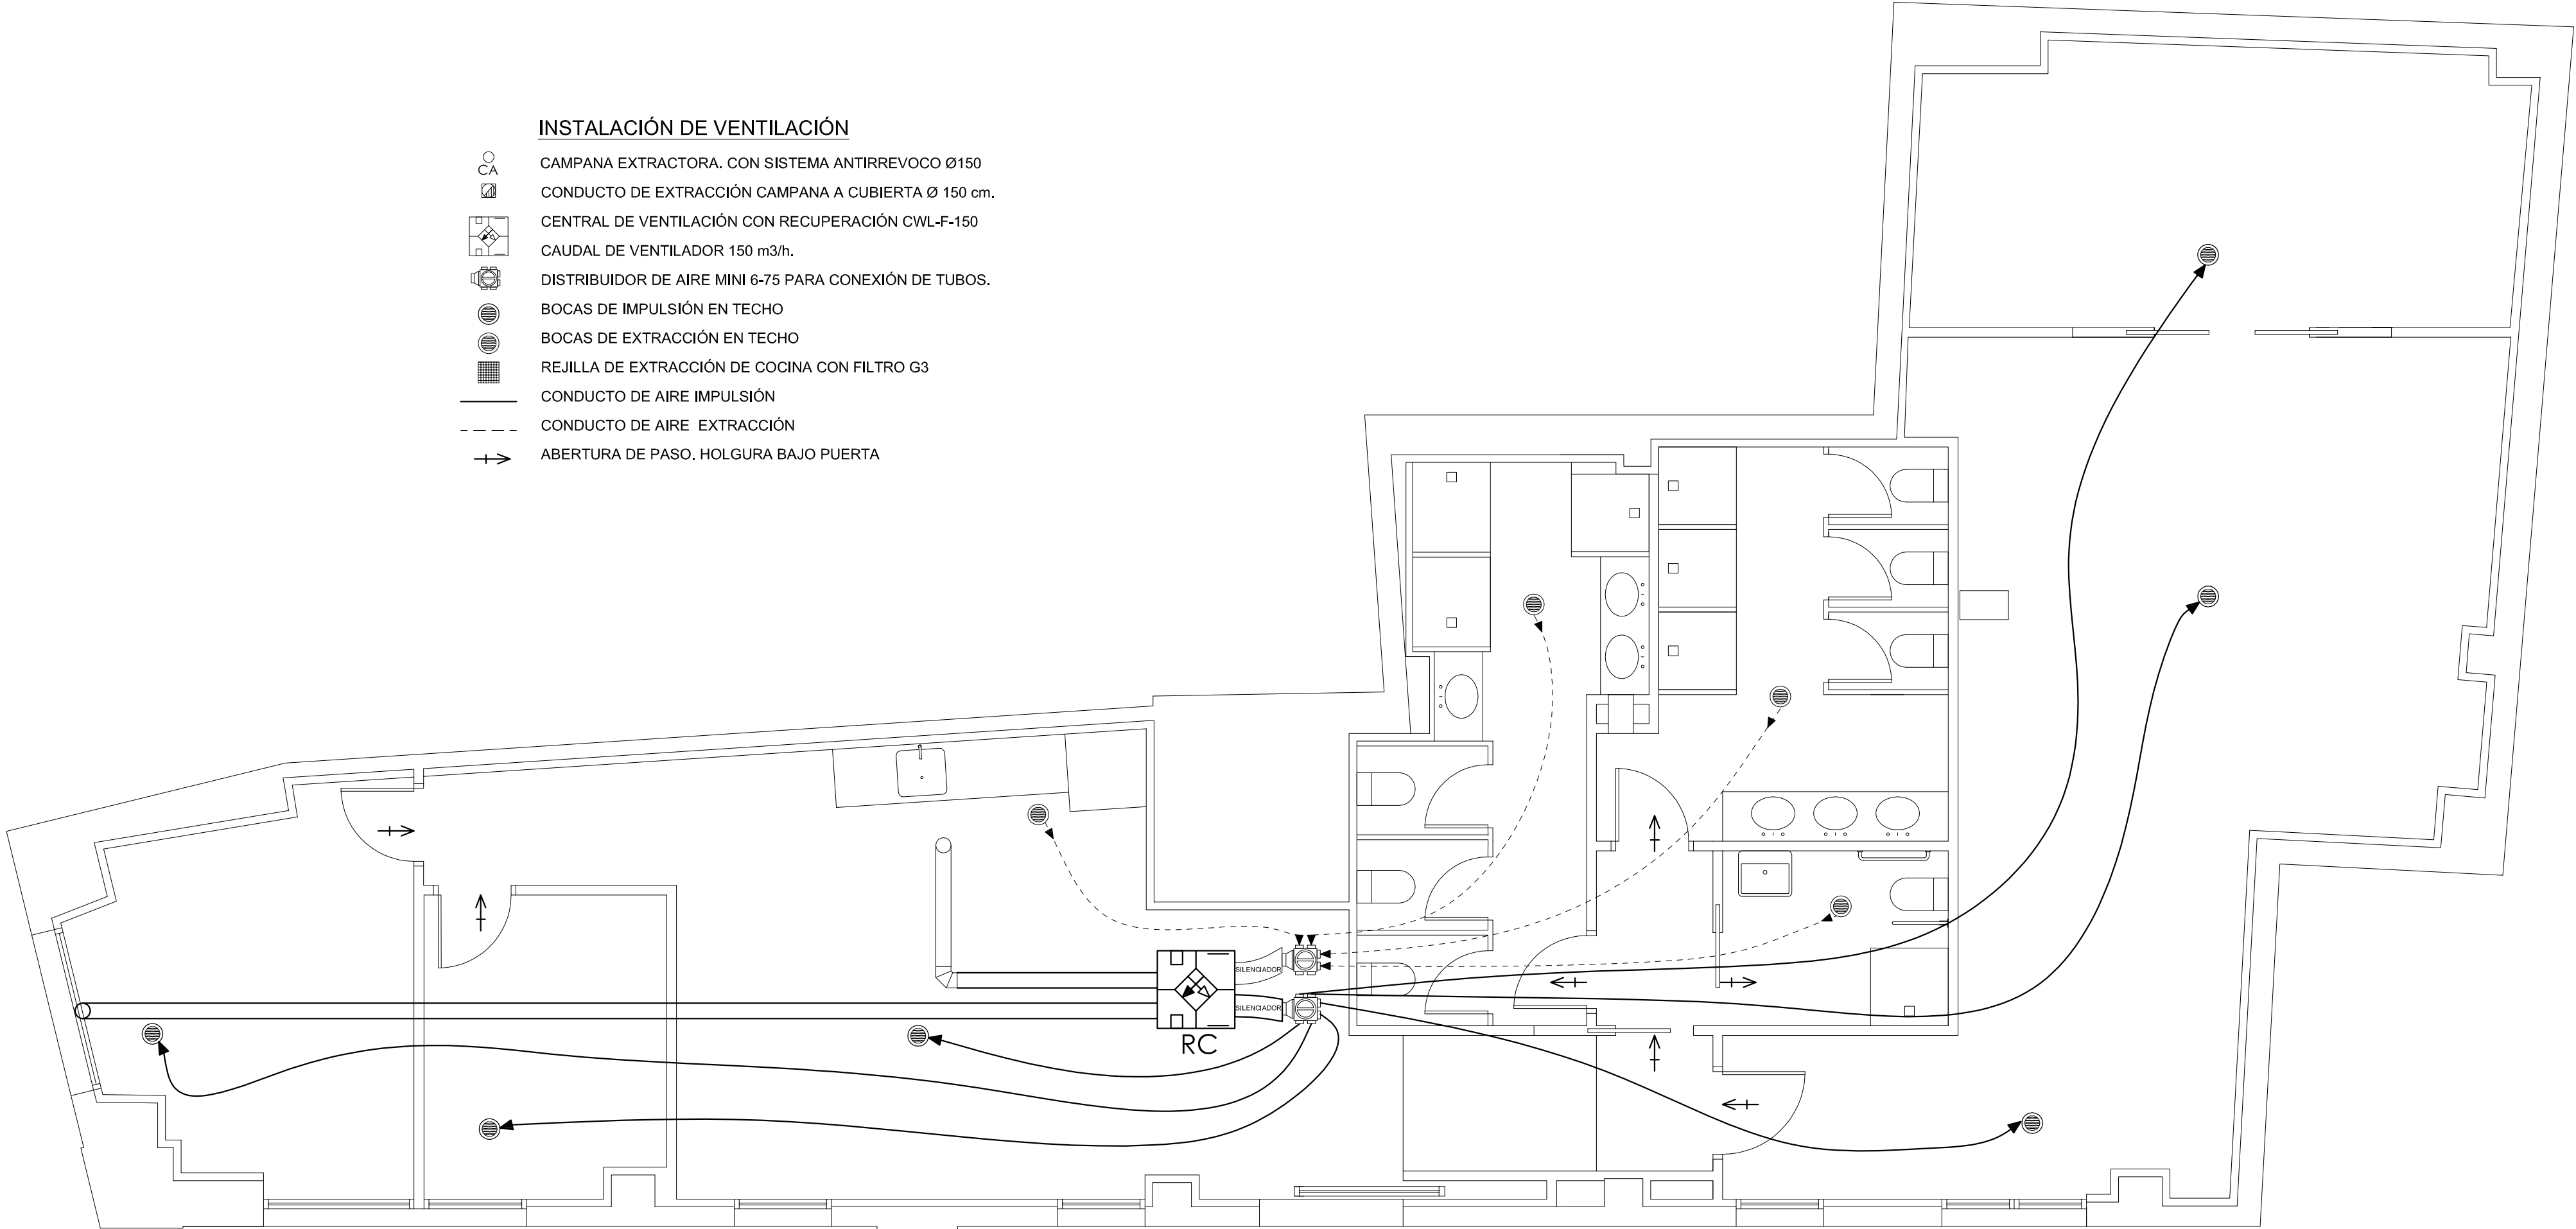 INSTALACIÓN DE VENTILACIÓN
CA
CAMPANA EXTRACTORA. CON SISTEMA ANTIRREVOCO Ø150
CONDUCTO DE EXTRACCIÓN CAMPANA A CUBIERTA Ø 150 cm.
CENTRAL DE VENTILACIÓN CON RECUPERACIÓN CWL-F-150
CAUDAL DE VENTILADOR 150 m3/h.
DISTRIBUIDOR DE AIRE MINI 6-75 PARA CONEXIÓN DE TUBOS.
BOCAS DE IMPULSIÓN EN TECHO
BOCAS DE EXTRACCIÓN EN TECHO
REJILLA DE EXTRACCIÓN DE COCINA CON FILTRO G3
CONDUCTO DE AIRE IMPULSIÓN
CONDUCTO DE AIRE EXTRACCIÓN
ABERTURA DE PASO. HOLGURA BAJO PUERTA
SILENCIADOR
SILENCIADOR
RC